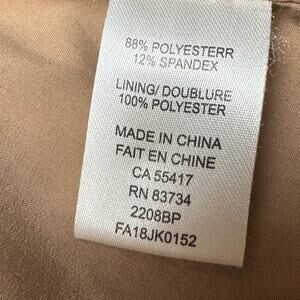 88% POLYESTERR
12% SPANDEX
LINING/ DOUBLURE
100% POLYESTER
MADE IN CHINA
FAIT EN CHINE
CA 55417
RN 83734
2208BP
FA18JK0152